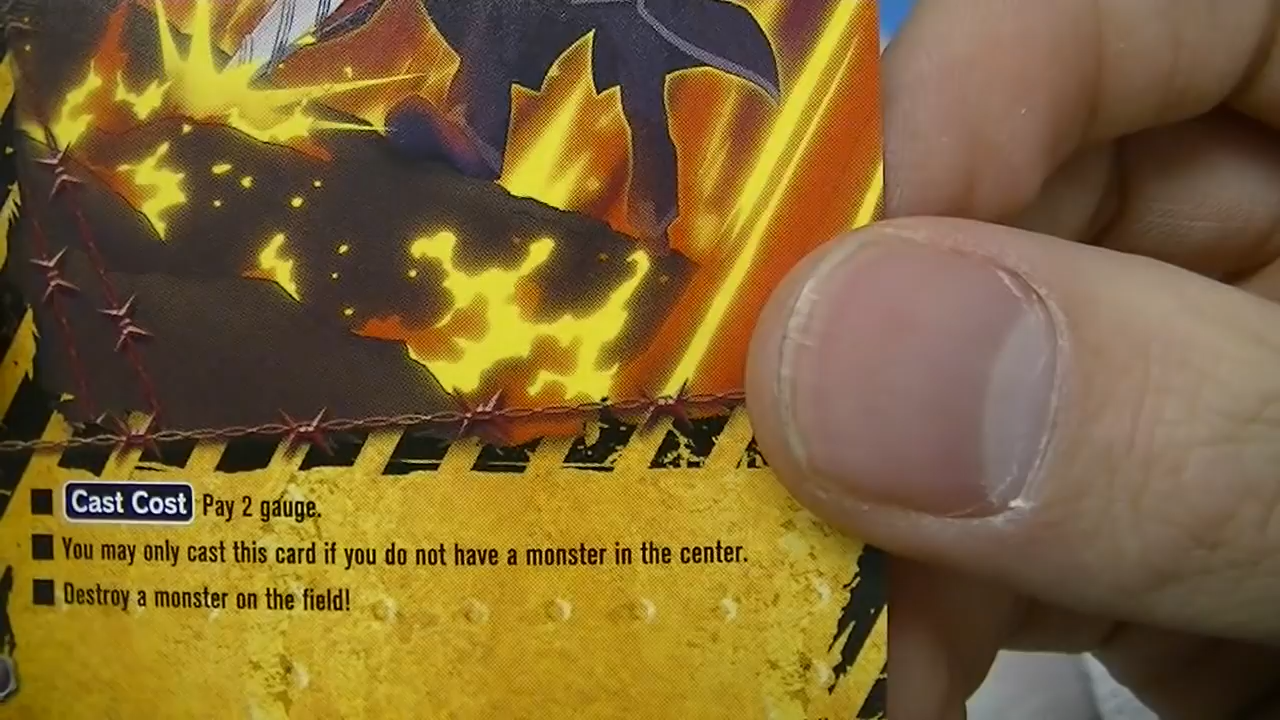 Cast Cost Pay 2 gauge.
You may only cast this card if you do not have a monster in the center.
Destroy a monster on the field!